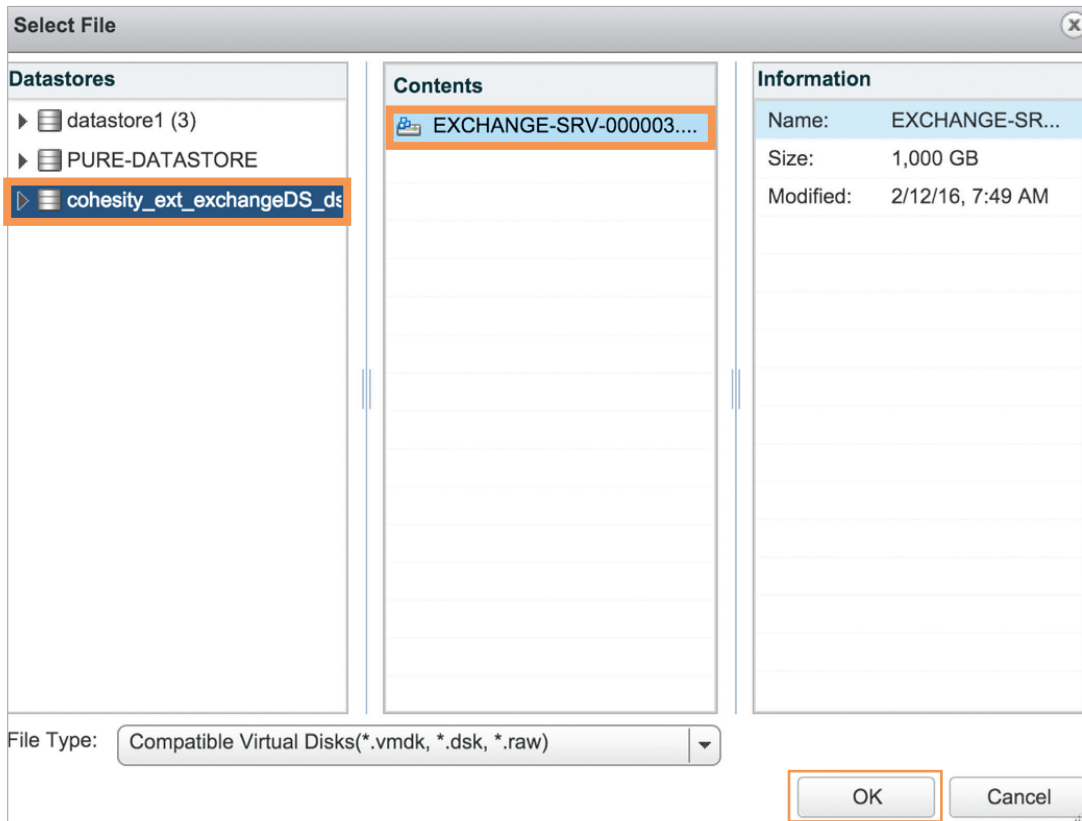 Select File
Datastores
datastore1 (3)
PURE-DATASTORE
cohesity_ext_exchangeDS_ds
Contents
EXCHANGE-SRV-000003....
Information
Name: EXCHANGE-SR...
Size: 1,000 GB
Modified: 2/12/16, 7:49 AM
File Type: Compatible Virtual Disks(*.vmdk, *.dsk, *.raw)
OK Cancel